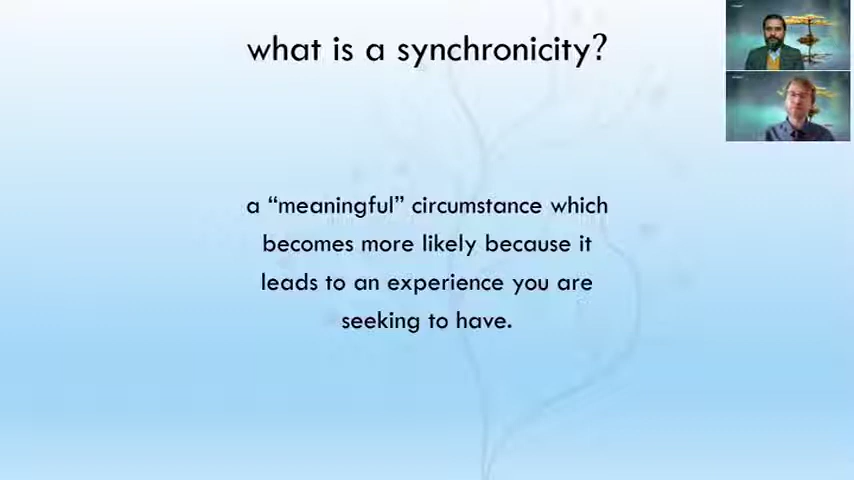 what is a synchronicity?
a “meaningful” circumstance which
becomes more likely because it
leads to an experience you are
seeking to have.